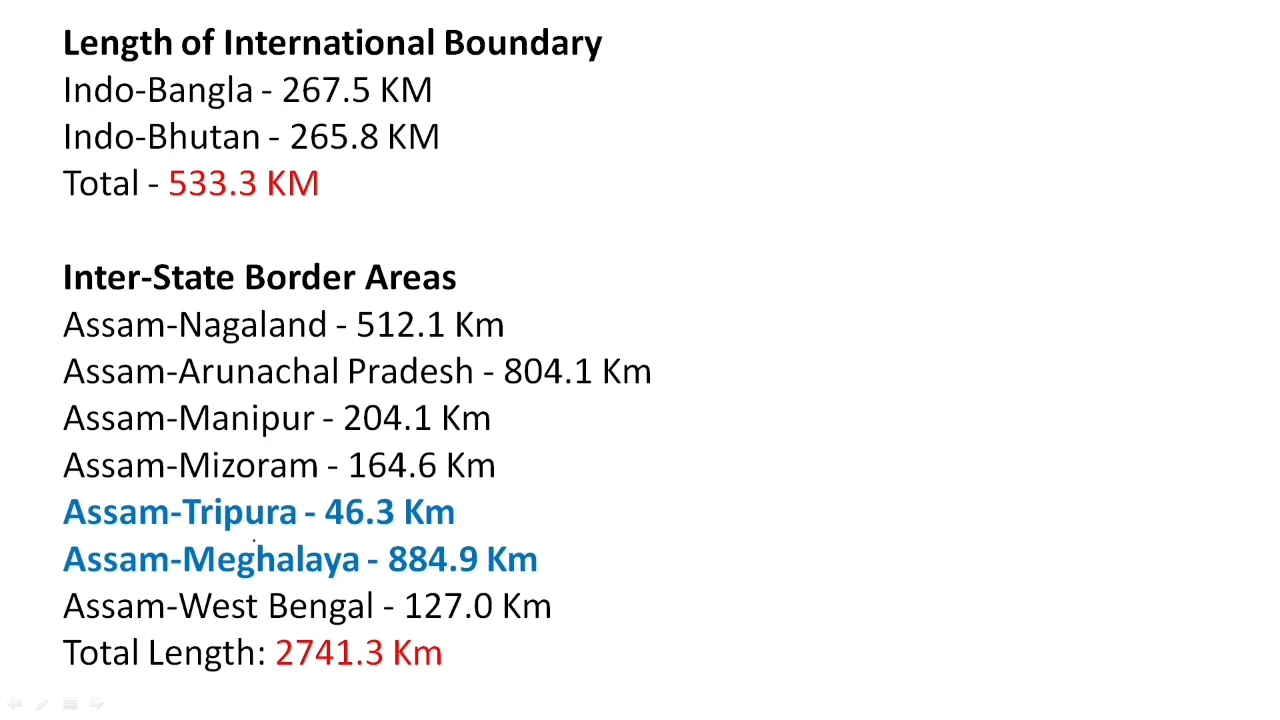 Length of International Boundary
Indo-Bangla - 267.5 KM
Indo-Bhutan - 265.8 KM
Total - 533.3 KM
Inter-State Border Areas
Assam-Nagaland - 512.1 Km
Assam-Arunachal Pradesh - 804.1 Km
Assam-Manipur - 204.1 Km
Assam-Mizoram - 164.6 Km
Assam-Tripura - 46.3 Km
Assam-Meghalaya - 884.9 Km
Assam-West Bengal - 127.0 Km
Total Length: 2741.3 Km